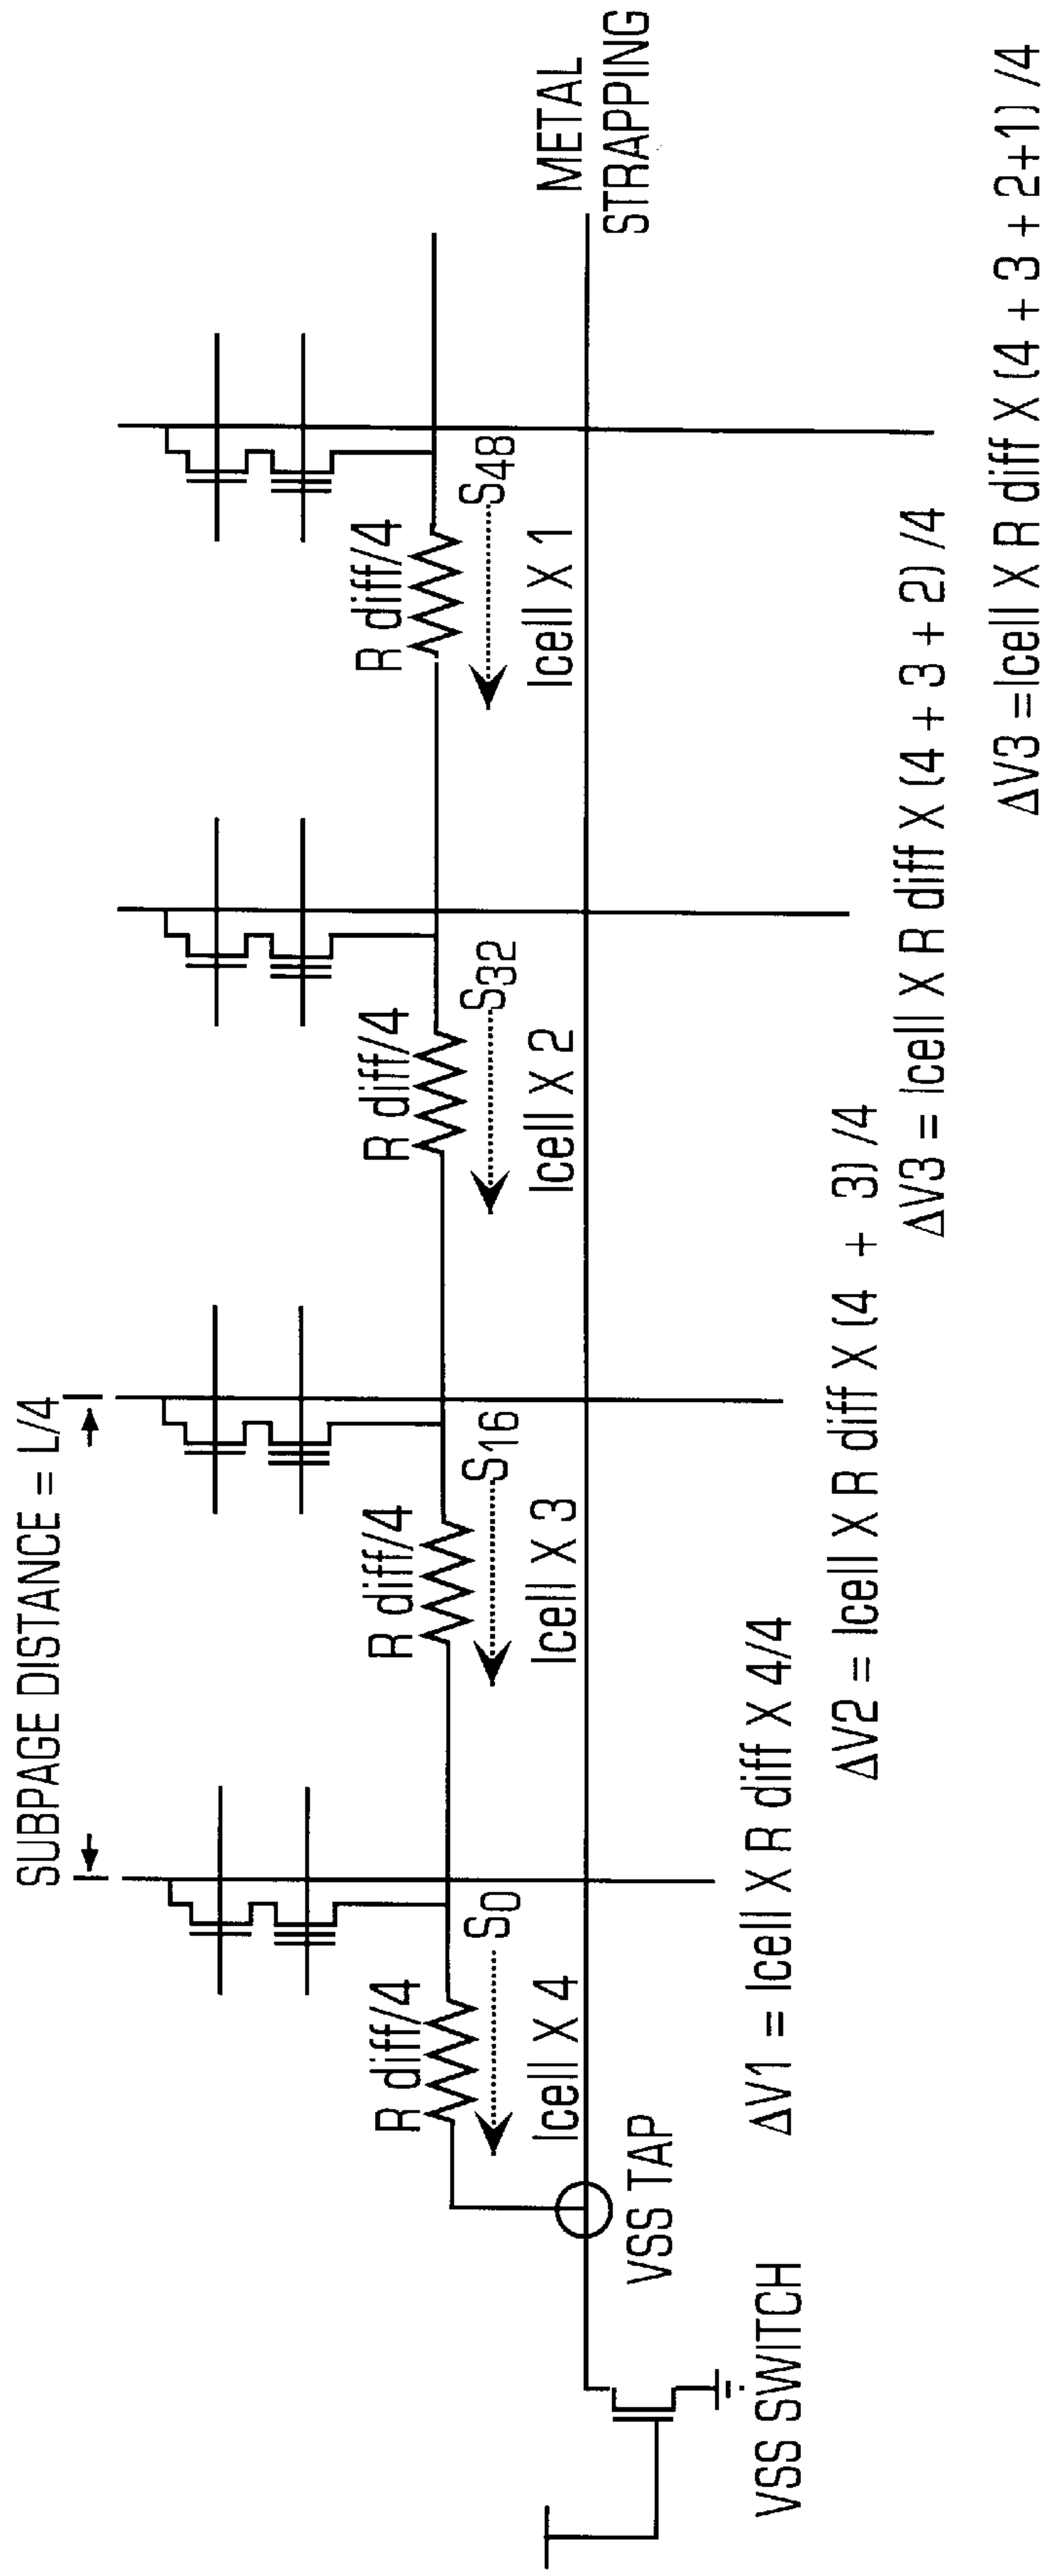 SUBPAGE DISTANCE = L/4
R diff/4
R diff/4
R diff/4
R diff/4
S0
S16
S32
S48
Icell X 4
Icell X 3
Icell X 2
Icell X 1
METAL
STRAPPING
VSS TAP
VSS SWITCH
ΔV1 = Icell X R diff X 4/4
ΔV2 = Icell X R diff X (4 + 3) /4
ΔV3 = Icell X R diff X (4 + 3 + 2) /4
ΔV3 =Icell X R diff X (4 + 3 + 2+1) /4